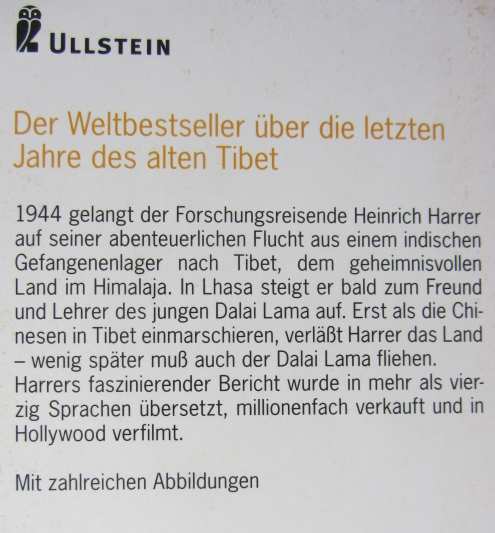 ULLSTEIN
Der Weltbestseller über die letzten
Jahre des alten Tibet
1944 gelangt der Forschungsreisende Heinrich Harrer
auf seiner abenteuerlichen Flucht aus einem indischen
Gefangenenlager nach Tibet, dem geheimnisvollen
Land im Himalaja. In Lhasa steigt er bald zum Freund
und Lehrer des jungen Dalai Lama auf. Erst als die Chi-
nesen in Tibet einmarschieren, verläßt Harrer das Land
– wenig später muß auch der Dalai Lama fliehen.
Harrers faszinierender Bericht wurde in mehr als vier-
zig Sprachen übersetzt, millionenfach verkauft und in
Hollywood verfilmt.
Mit zahlreichen Abbildungen